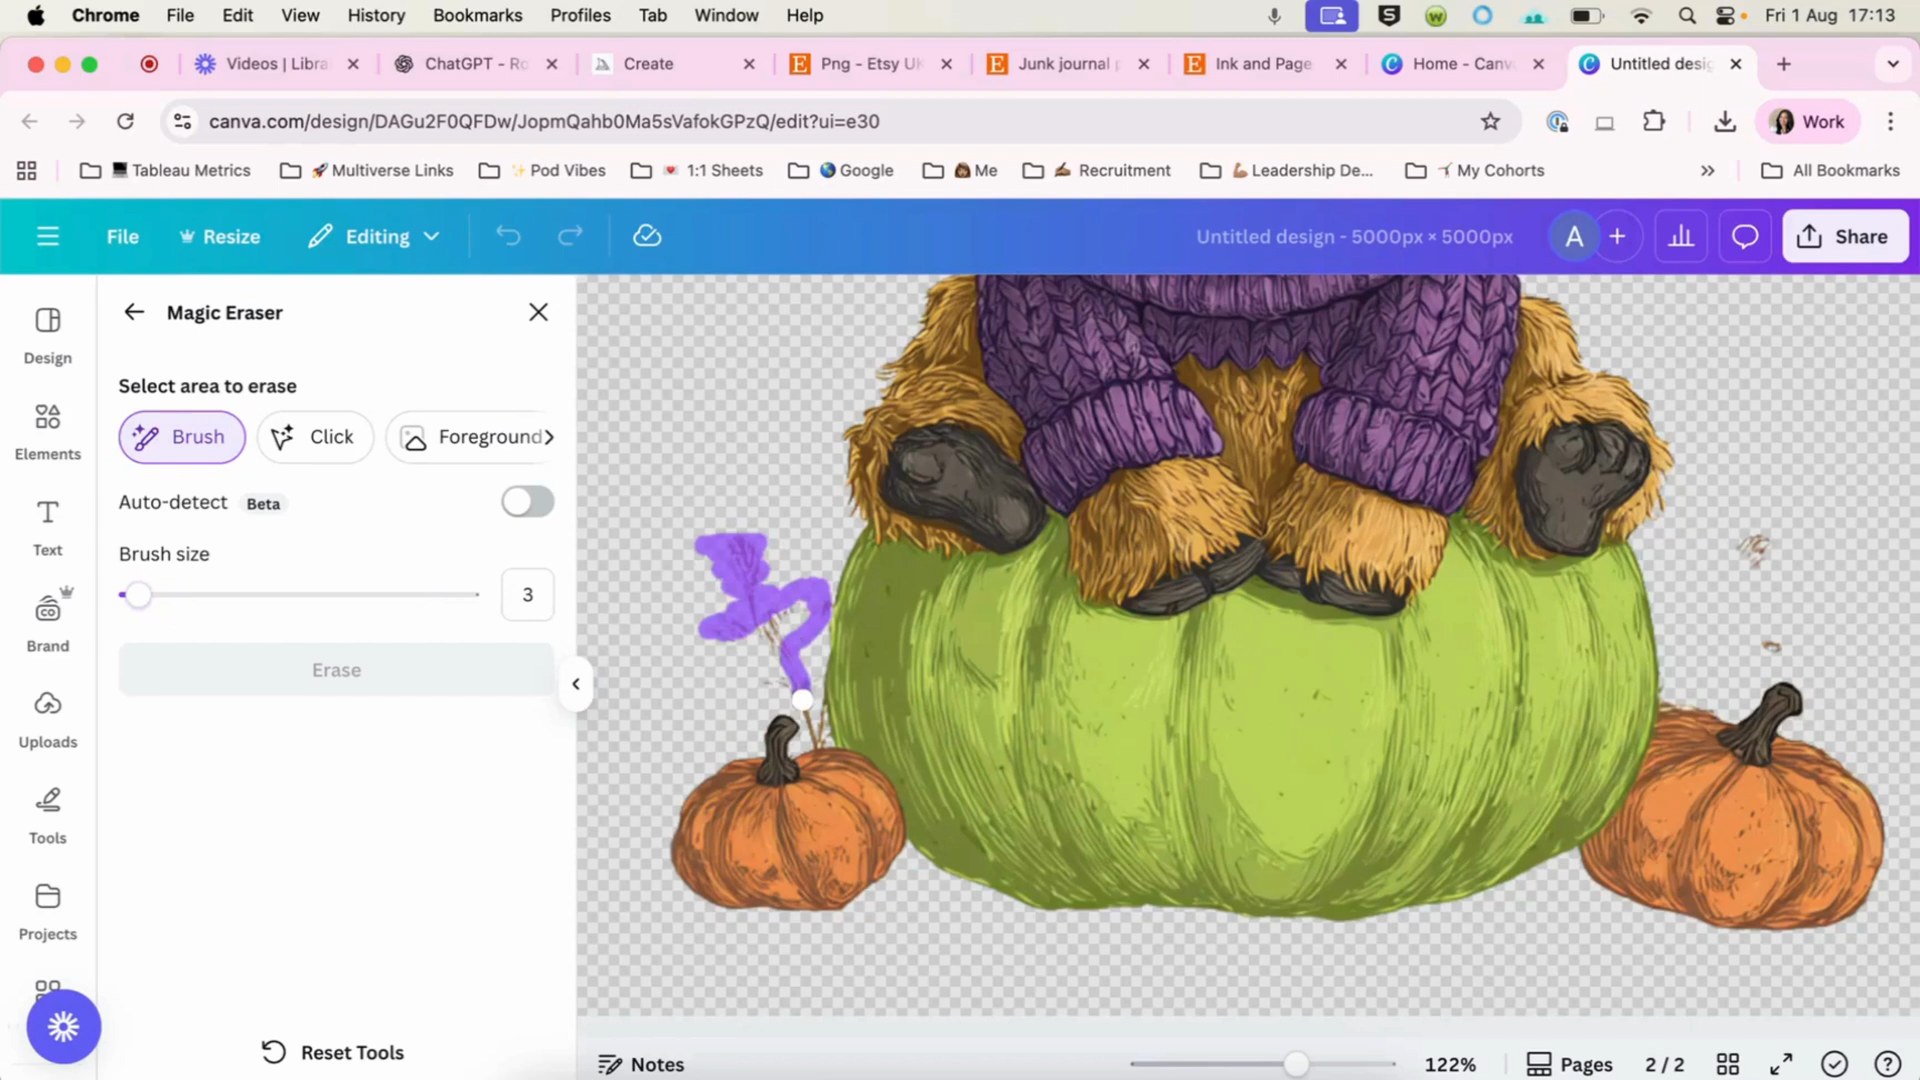 Chrome File Edit View History Bookmarks Profiles Tab Window Help Fri 1 Aug 17:13
Videos | Libra ChatGPT - Ro Create Png - Etsy UK Junk journal p Ink and Page Home - Canv Untitled desig
canva.com/design/DAGu2F0QFDw/JopmQahb0Ma5sVafokGPzQ/edit?ui=e30 Work
Tableau Metrics Multiverse Links Pod Vibes 1:1 Sheets Google Me Recruitment Leadership De... My Cohorts » All Bookmarks
File Resize Editing Untitled design - 5000px × 5000px A + Share
Design
Elements
Text
Brand
Uploads
Tools
Projects
Magic Eraser
Select area to erase
Brush Click Foreground
Auto-detect Beta
Brush size
3
Erase
Reset Tools
Notes 122% Pages 2 / 2